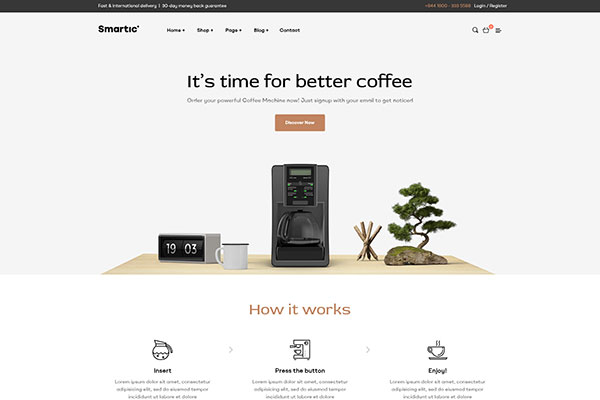 Fast & international delivery | 30-day money back guarantee
+944 1900 - 888 5568 Login / Register
Smartic
Home + Shop + Page + Blog + Contact
It's time for better coffee
Order your powerful Coffee Machine now! Just signup with your email to get notice!
Discover Now
19 03
How it works
Insert
Lorem ipsum dolor sit amet, consectetur
adipiscing elit, sed do eiusmod tempor
incididunt ut labore et dolore
Press the button
Lorem ipsum dolor sit amet, consectetur
adipiscing elit, sed do eiusmod tempor
incididunt ut labore et dolore
Enjoy!
Lorem ipsum dolor sit amet, consectetur
adipiscing elit, sed do eiusmod tempor
incididunt ut labore et dolore